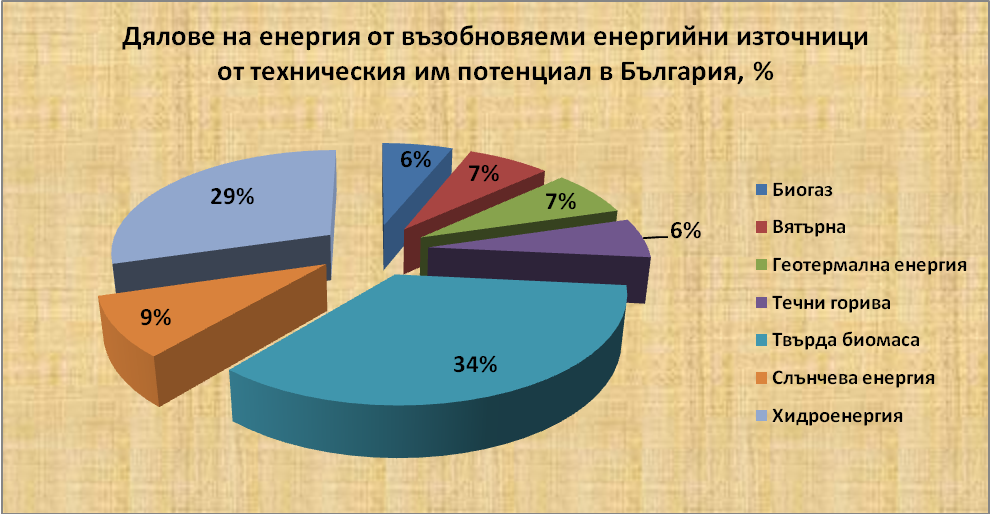 Дялове на енергия от възобновяеми енергийни източници
от техническия им потенциал в България, %
6%
7%
7%
6%
34%
9%
29%
Биогаз
Вятърна
Геотермална енергия
Течни горива
Твърда биомаса
Слънчева енергия
Хидроенергия